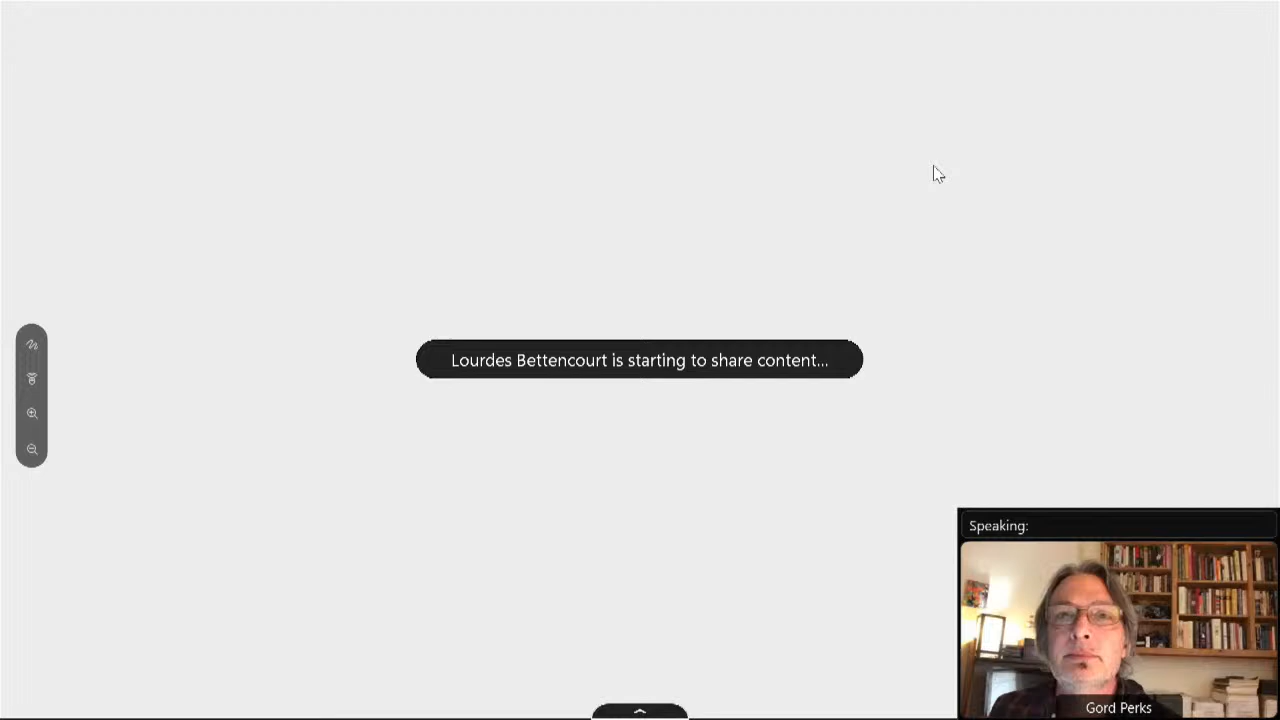 Lourdes Bettencourt is starting to share content...
Speaking:
Gord Perks